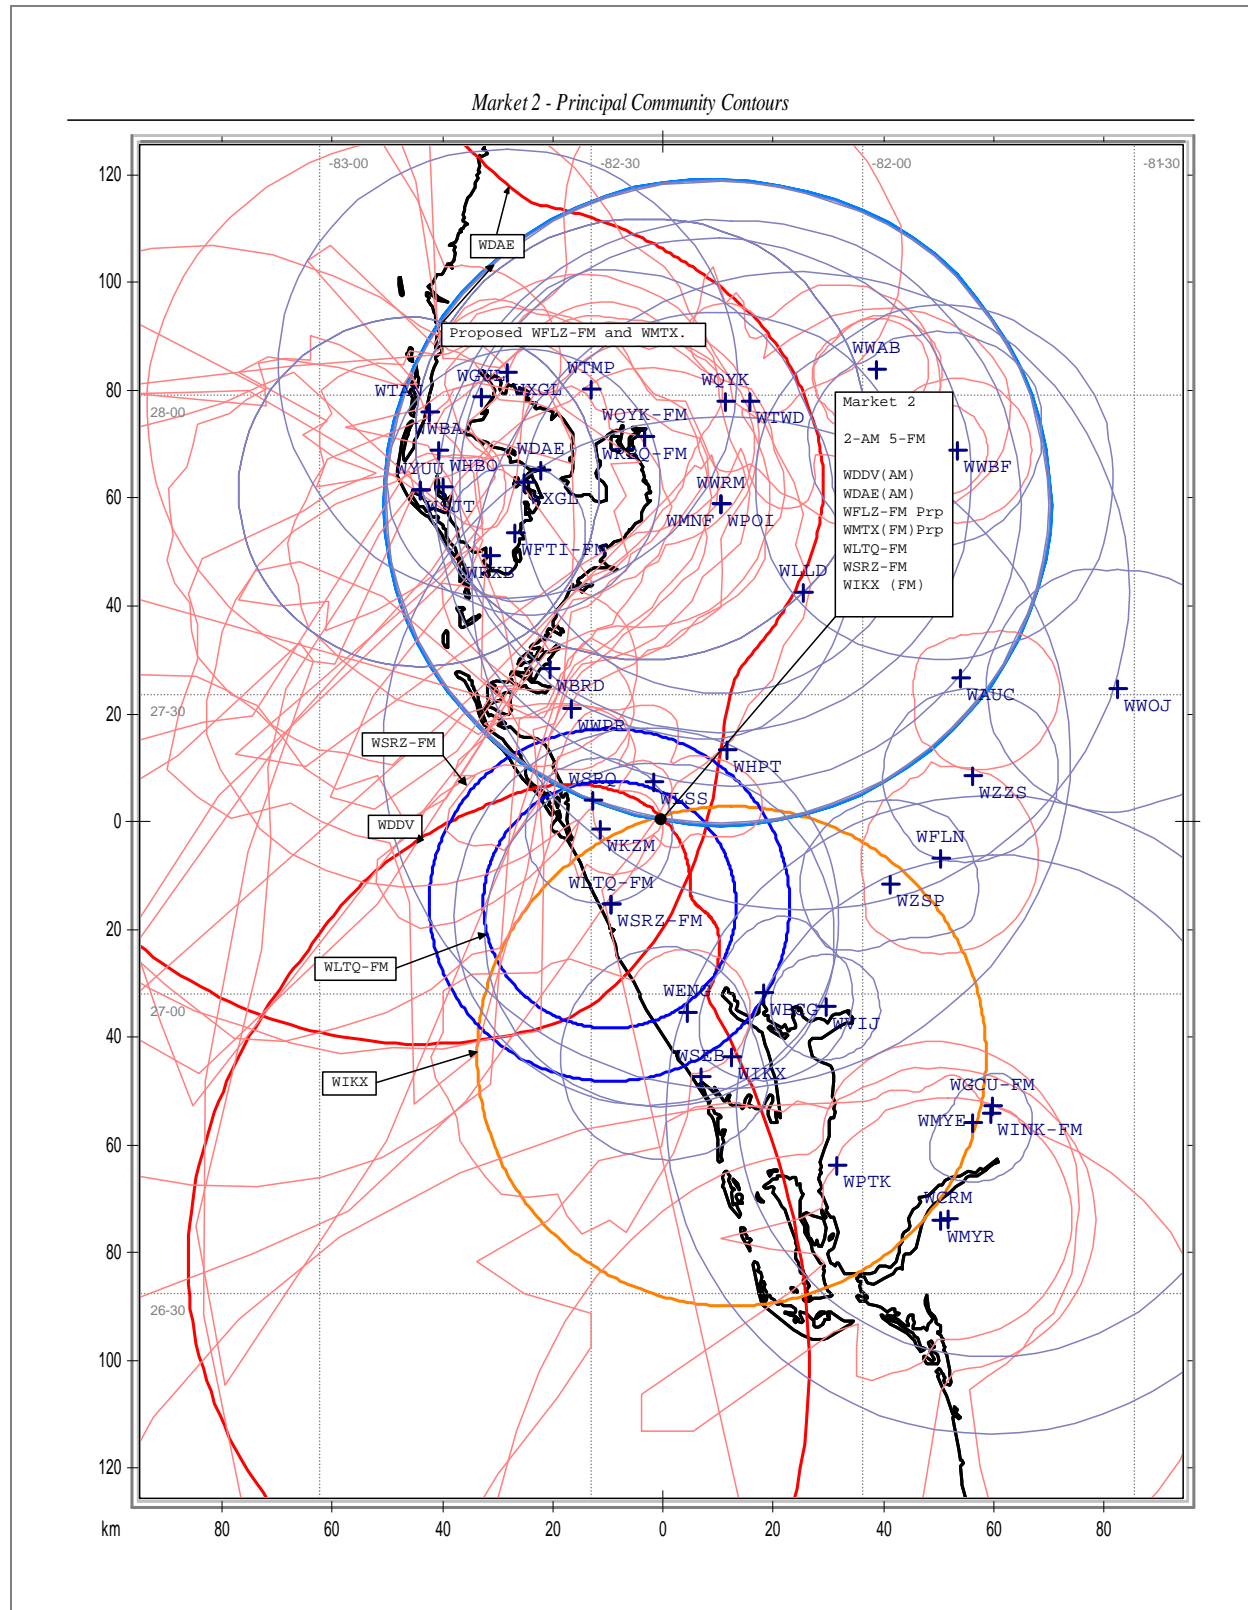 Market 2 - Principal Community Contours
-83-00
-82-30
-82-00
-81-30
120
100
80
60
40
20
0
20
40
60
80
100
120
28-00
27-30
27-00
26-30
WDAE
Proposed WFLZ-FM and WMTX.
WWAB
WTMP
WXGL
WQYK
WTWD
WQYK-FM
WRBQ-FM
WWBA
WDAE
WYUU
WHBO
WSJT
WXGL
WWRM
WMNF
WPOI
WWBF
WFTI-FM
WRXB
WLLD
Market 2
2-AM 5-FM
WDDV(AM)
WDAE(AM)
WFLZ-FM Prp
WMTX(FM)Prp
WLTQ-FM
WSRZ-FM
WIKX (FM)
WBRD
WWPR
WAUC
WWOJ
WSRZ-FM
WHPT
WSRQ
WLSS
WZZS
WDDV
WKZM
WFLN
WLTQ-FM
WZSP
WSRZ-FM
WLTQ-FM
WENG
WBCG
WVIJ
WSEB
WIKX
WIKX
WGCU-FM
WMYE
WINK-FM
WPTK
WCRM
WMYR
km
80
60
40
20
0
20
40
60
80